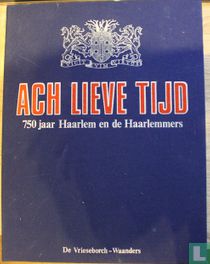 ACH LIEVE TIJD
750 jaar Haarlem en de Haarlemmers
De Vrieseborch - Waanders